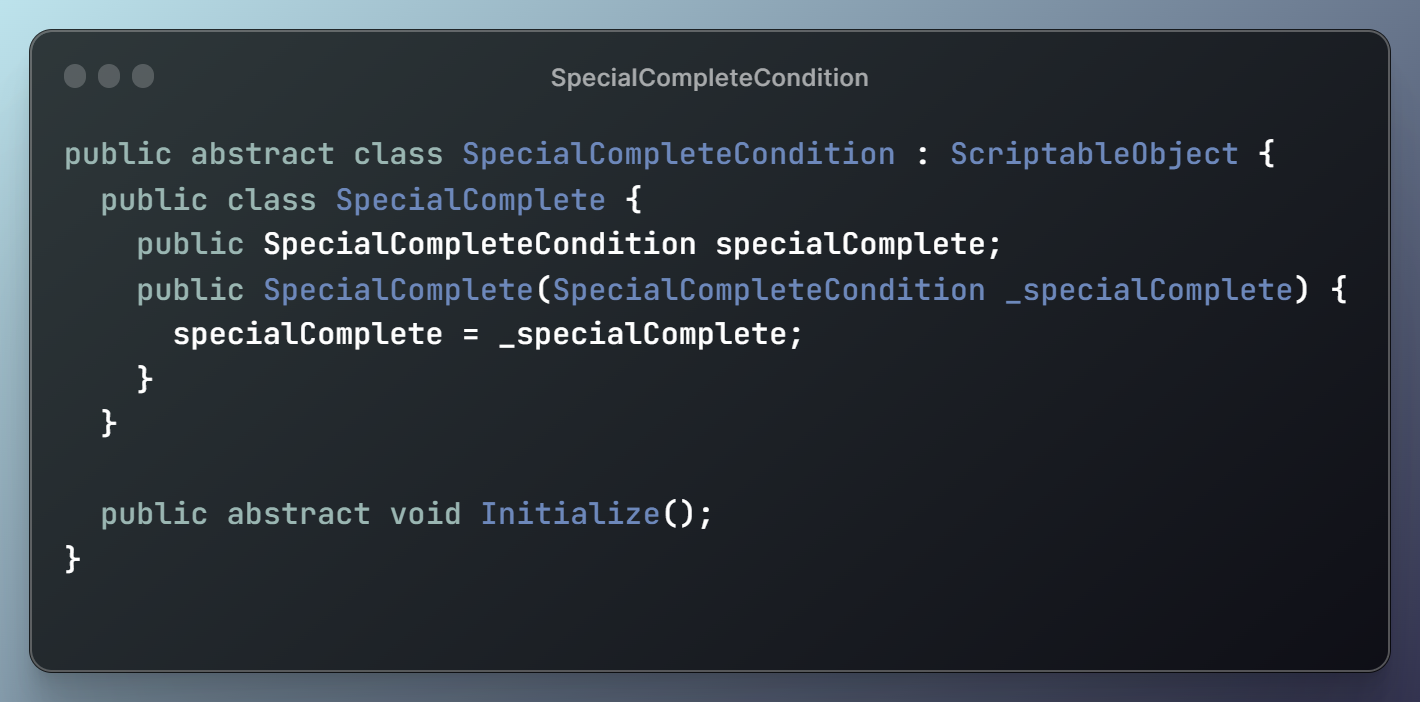 SpecialCompleteCondition
public abstract class SpecialCompleteCondition : ScriptableObject {
  public class SpecialComplete {
    public SpecialCompleteCondition specialComplete;
    public SpecialComplete(SpecialCompleteCondition _specialComplete) {
      specialComplete = _specialComplete;
    }
  }

  public abstract void Initialize();
}